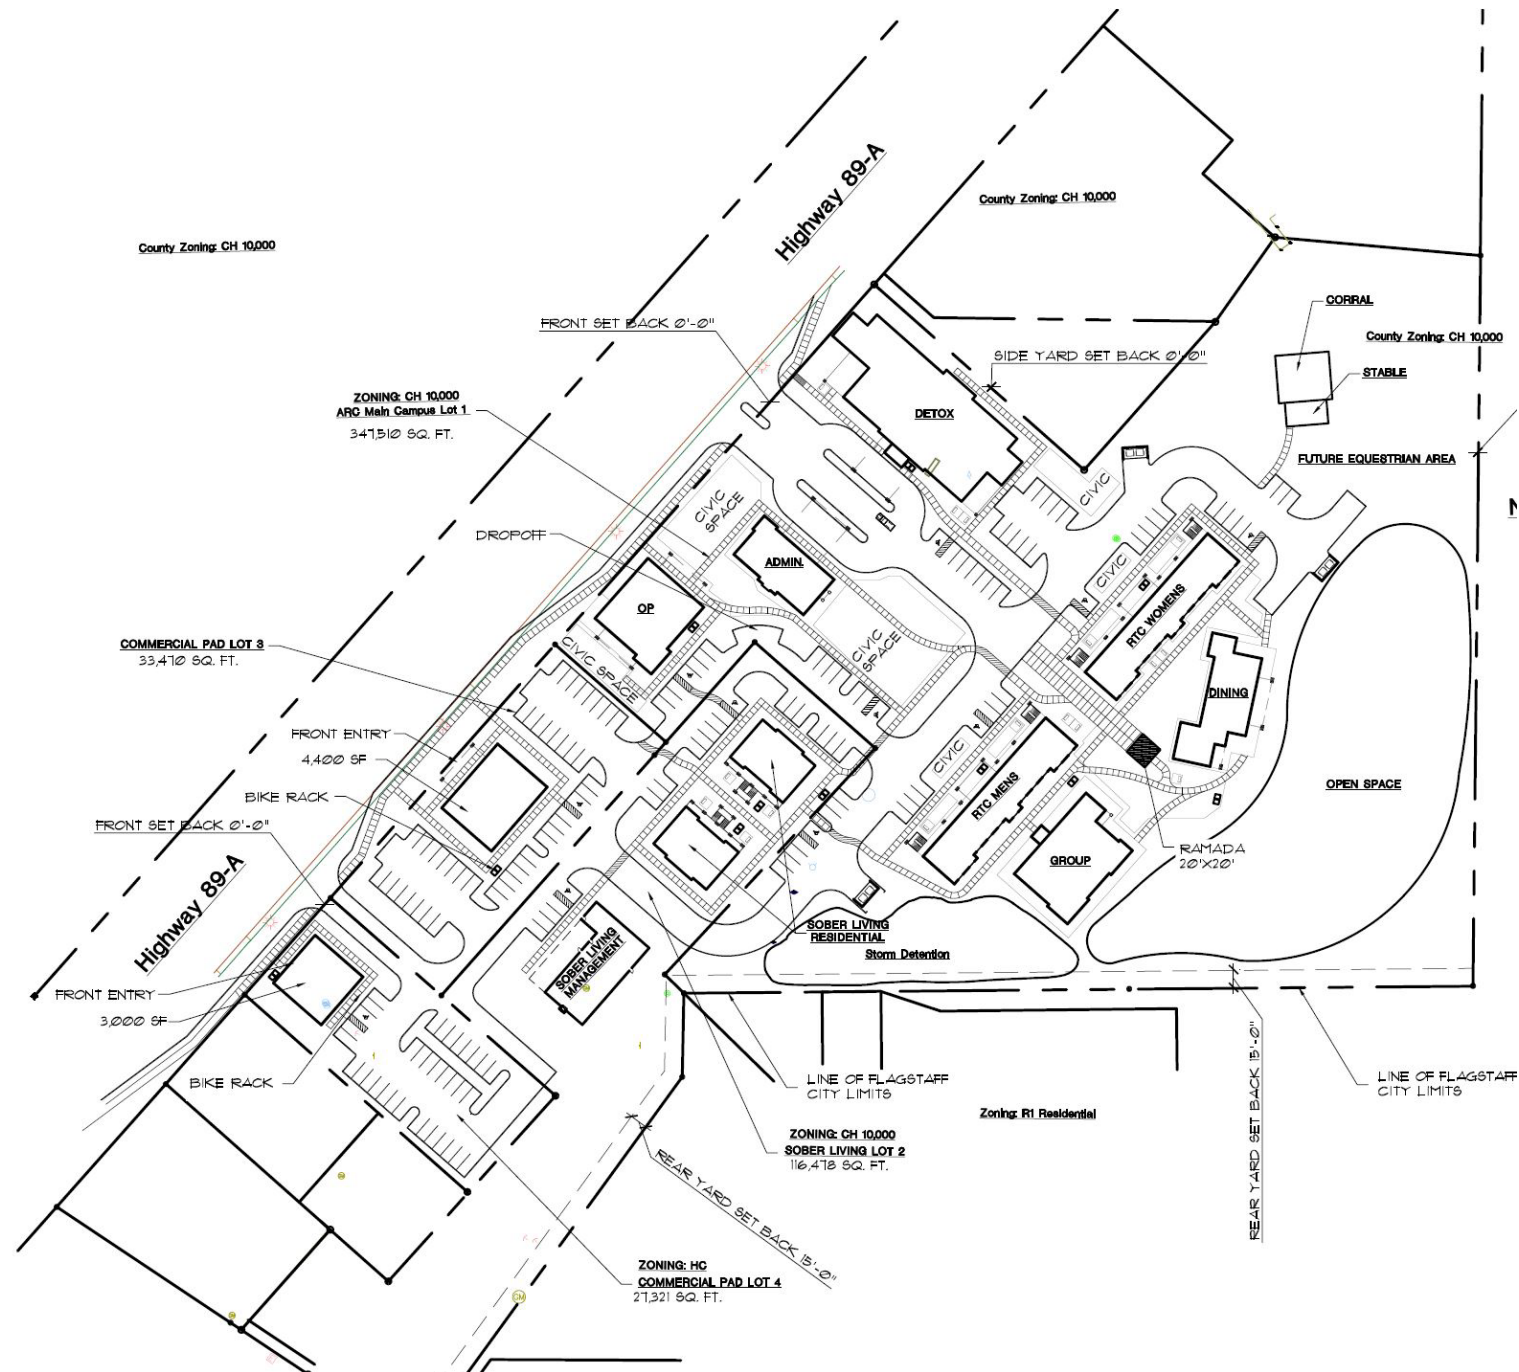 Highway 89-A
County Zoning: CH 10,000
County Zoning: CH 10,000
CORRAL
FRONT SET BACK 0'-0"
County Zoning: CH 10,000
SIDE YARD SET BACK 0'-0"
STABLE
ZONING: CH 10,000
ARC Main Campus Lot 1
347,510 SQ. FT.
DETOX
FUTURE EQUESTRIAN AREA
CIVIC
CIVIC
SPACE
N
DROPOFF
ADMIN.
CIVIC
OP
RTC WOMENS
COMMERCIAL PAD LOT 3
33,470 SQ. FT.
CIVIC
SPACE
CIVIC SPACE
DINING
FRONT ENTRY
4,400 SF
CIVIC
BIKE RACK
RTC MENS
OPEN SPACE
FRONT SET BACK 0'-0"
RAMADA
20'X20'
GROUP
Highway 89-A
SOBER LIVING
RESIDENTIAL
SOBER LIVING
MANAGEMENT
Storm Detention
FRONT ENTRY
3,000 SF
BIKE RACK
LINE OF FLAGSTAFF
CITY LIMITS
LINE OF FLAGSTAFF
CITY LIMITS
Zoning: R1 Residential
REAR YARD SET BACK 15'-0"
ZONING: CH 10,000
SOBER LIVING LOT 2
116,478 SQ. FT.
REAR YARD SET BACK 15'-0"
ZONING: HC
COMMERCIAL PAD LOT 4
27,321 SQ. FT.